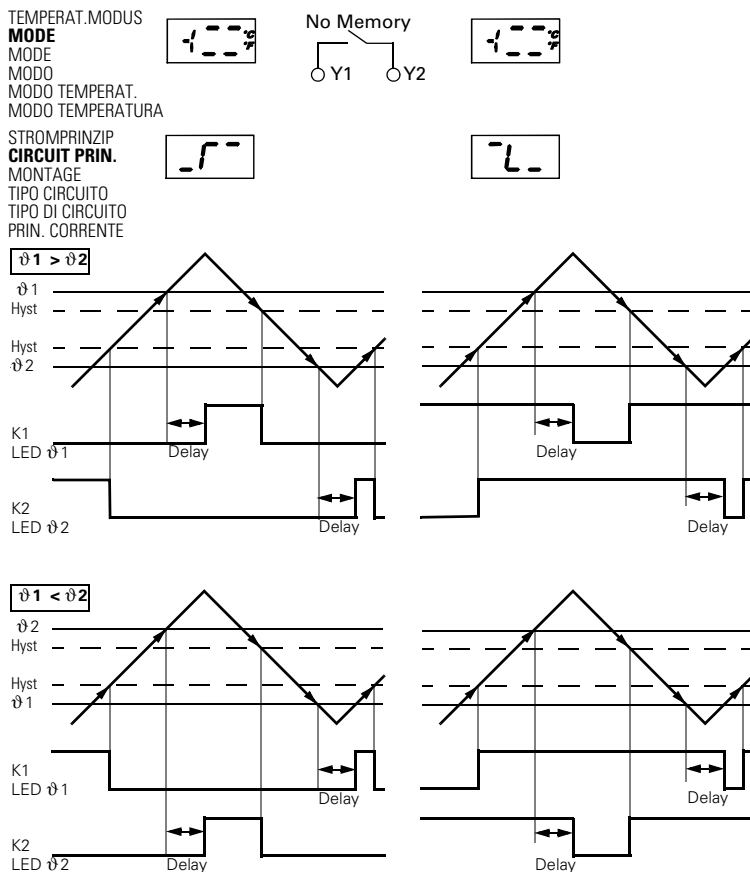 TEMPERAT.MODUS
MODE
MODE
MODO
MODO TEMPERAT.
MODO TEMPERATURA
°C
°F
No Memory
Y1 Y2
°C
°F
STROMPRINZIP
CIRCUIT PRIN.
MONTAGE
TIPO CIRCUITO
TIPO DI CIRCUITO
PRIN. CORRENTE
ϑ1 > ϑ2
ϑ1
Hyst
Hyst
ϑ2
K1
LED ϑ1
Delay
Delay
K2
LED ϑ2
Delay
Delay
ϑ1 < ϑ2
ϑ2
Hyst
Hyst
ϑ1
K1
LED ϑ1
Delay
Delay
K2
LED ϑ2
Delay
Delay